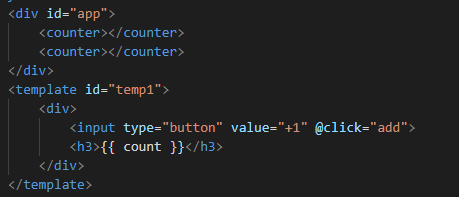 <div id="app">
    <counter></counter>
    <counter></counter>
</div>
<template id="temp1">
    <div>
        <input type="button" value="+1" @click="add">
        <h3>{{ count }}</h3>
    </div>
</template>